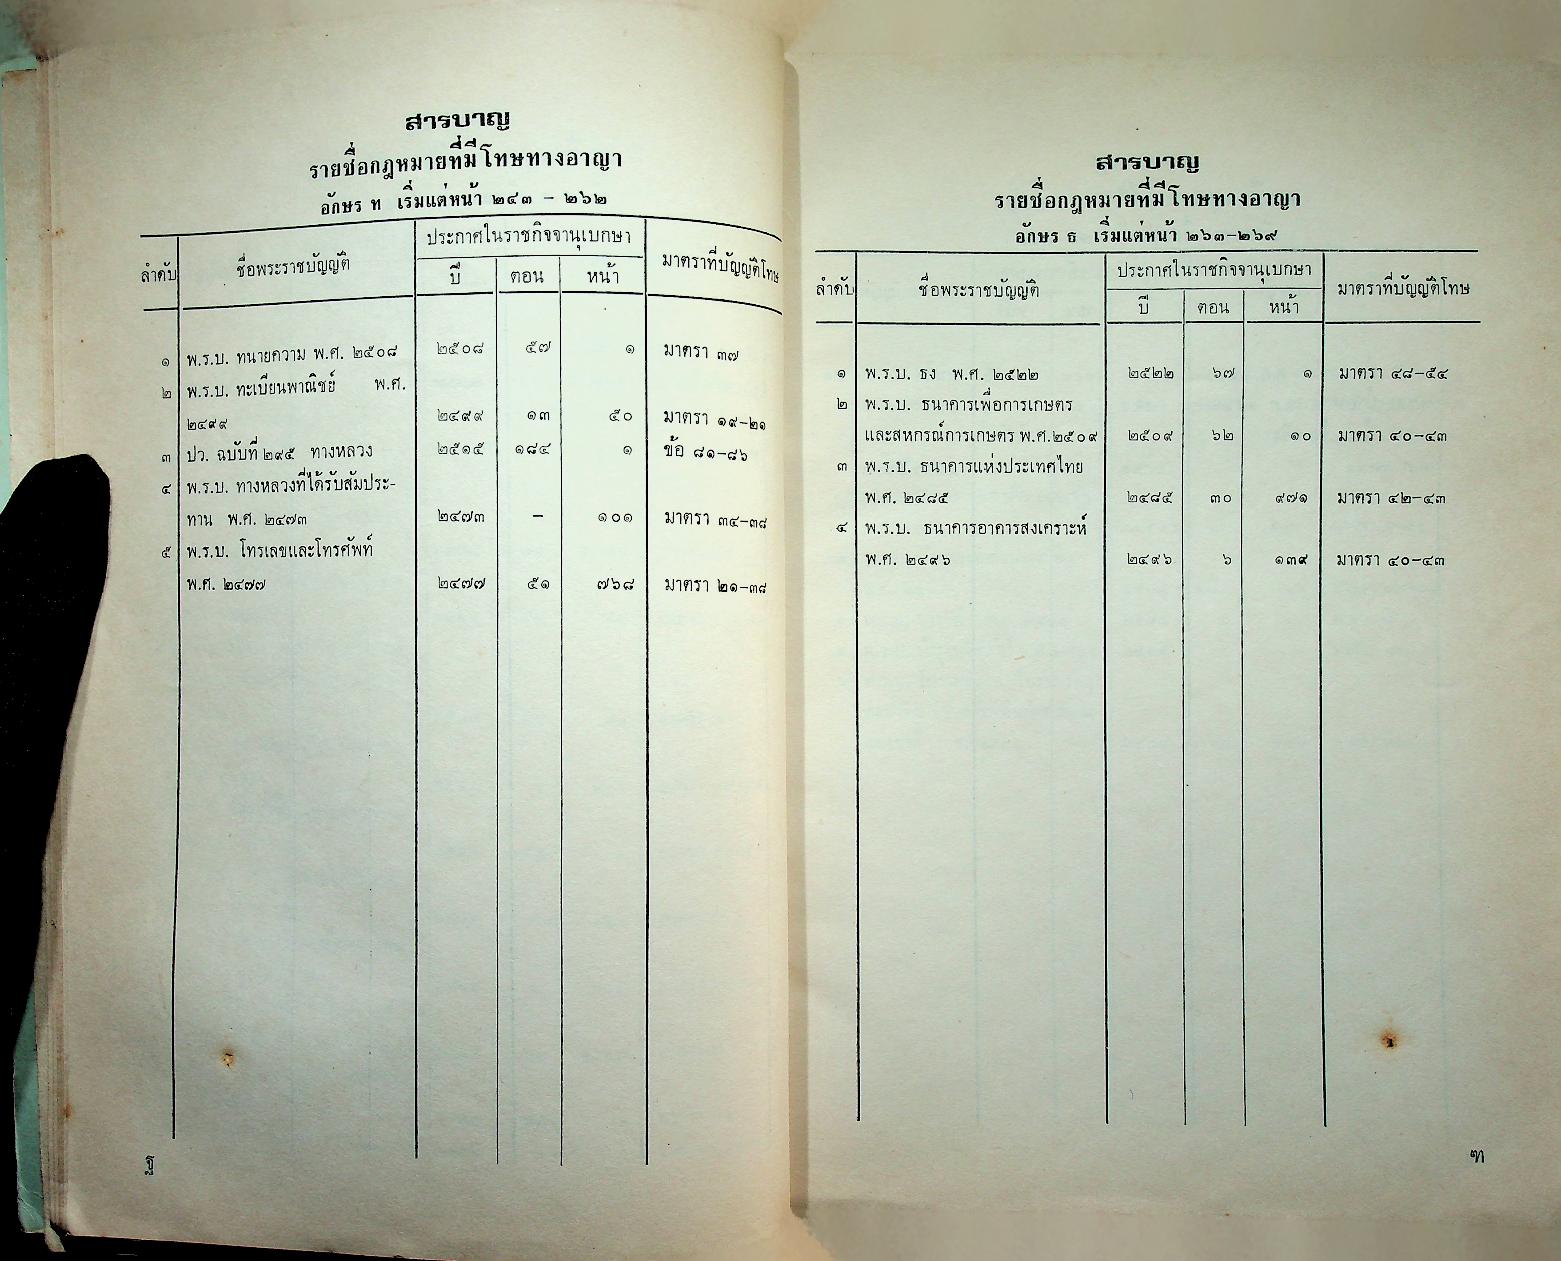 สารบาญ
รายชื่อกฎหมายที่มีโทษทางอาญา
อักษร ท เริ่มแต่หน้า ๒๔๓ - ๒๖๒
ลำดับ ชื่อพระราชบัญญัติ ประกาศในราชกิจจานุเบกษา มาตราที่บัญญัติโทษ
ปี ตอน หน้า
๑ พ.ร.บ. ทนายความ พ.ศ. ๒๕๐๘ ๒๕๐๘ ๕๗ ๑ มาตรา ๓๗
๒ พ.ร.บ. ทะเบียนพาณิชย์ พ.ศ.
๒๔๙๙ ๒๔๙๙ ๑๓ ๕๐ มาตรา ๑๙-๒๑
๓ ปว. ฉบับที่ ๒๙๕ ทางหลวง ๒๕๑๕ ๑๘๔ ๑ ข้อ ๘๑-๘๖
๔ พ.ร.บ. ทางหลวงที่ได้รับสัมประ-
ทาน พ.ศ. ๒๔๗๓ ๒๔๗๓ - ๑๐๑ มาตรา ๓๔-๓๘
๕ พ.ร.บ. โทรเลขและโทรศัพท์
พ.ศ. ๒๔๗๗ ๒๔๗๗ ๕๑ ๗๖๘ มาตรา ๒๑-๓๘
ฐ
สารบาญ
รายชื่อกฎหมายที่มีโทษทางอาญา
อักษร ธ เริ่มแต่หน้า ๒๖๓-๒๖๙
ลำดับ ชื่อพระราชบัญญัติ ประกาศในราชกิจจานุเบกษา มาตราที่บัญญัติโทษ
ปี ตอน หน้า
๑ พ.ร.บ. ธง พ.ศ. ๒๕๒๒ ๒๕๒๒ ๖๗ ๑ มาตรา ๔๘-๕๔
๒ พ.ร.บ. ธนาคารเพื่อการเกษตร
และสหกรณ์การเกษตร พ.ศ.๒๕๐๙ ๒๕๐๙ ๖๒ ๑๐ มาตรา ๔๐-๔๓
๓ พ.ร.บ. ธนาคารแห่งประเทศไทย
พ.ศ. ๒๔๘๕ ๒๔๘๕ ๓๐ ๙๗๑ มาตรา ๔๒-๔๓
๔ พ.ร.บ. ธนาคารอาคารสงเคราะห์
พ.ศ. ๒๔๙๖ ๒๔๙๖ ๖ ๑๓๙ มาตรา ๔๐-๔๓
ฑ